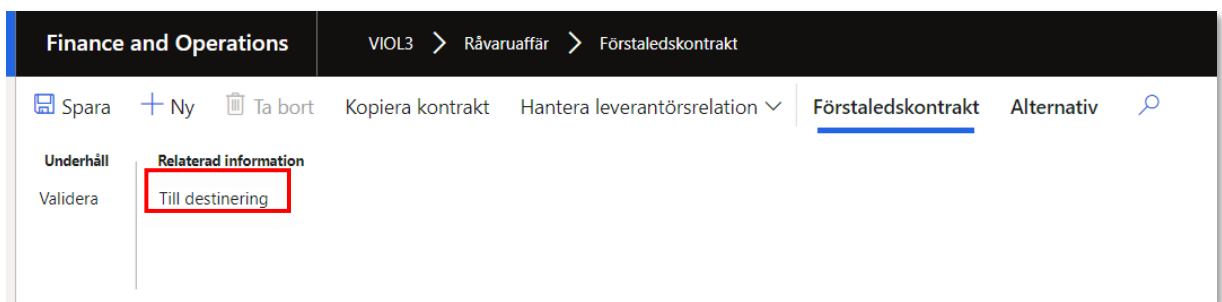 Finance and Operations VIOL3 Råvaruaffär Förstaledskontrakt
Spara Ny Ta bort Kopiera kontrakt Hantera leverantörsrelation Förstaledskontrakt Alternativ
Underhåll Relaterad information
Validera Till destinering